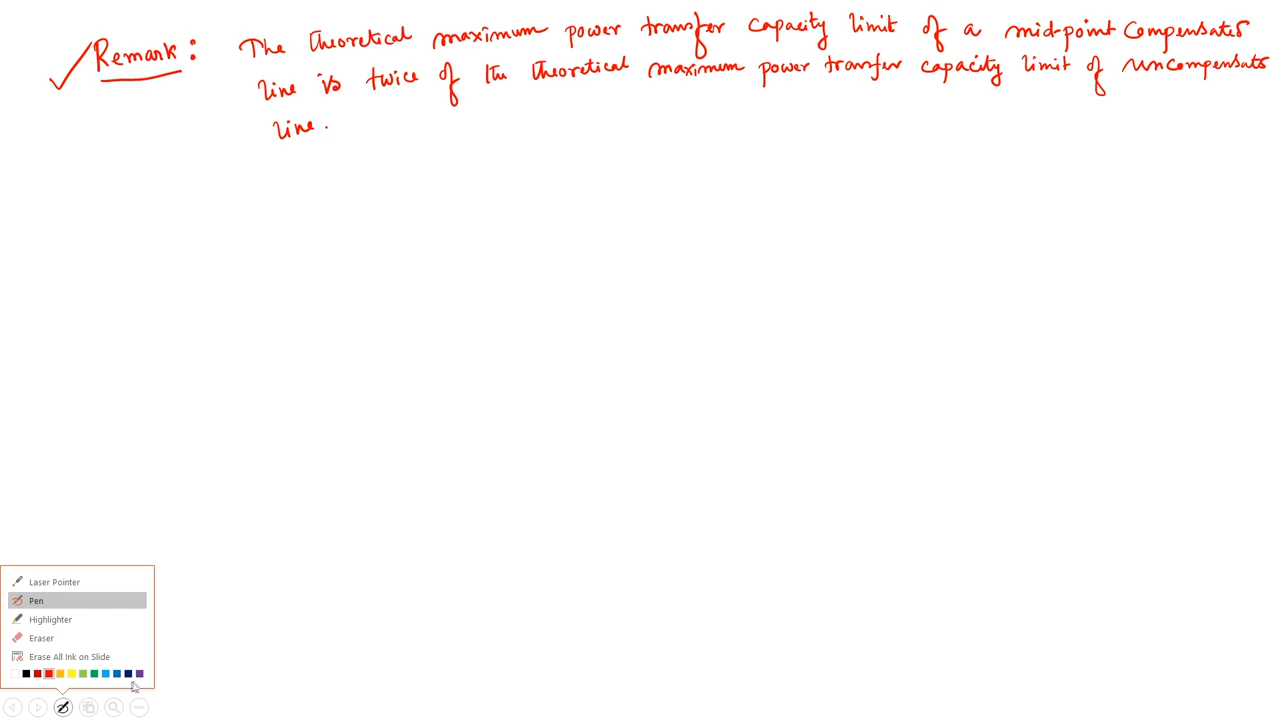 Remark : The theoretical maximum power transfer capacity limit of a mid-point compensated
line is twice of the theoretical maximum power transfer capacity limit of uncompensated
line.
Laser Pointer
Pen
Highlighter
Eraser
Erase All Ink on Slide